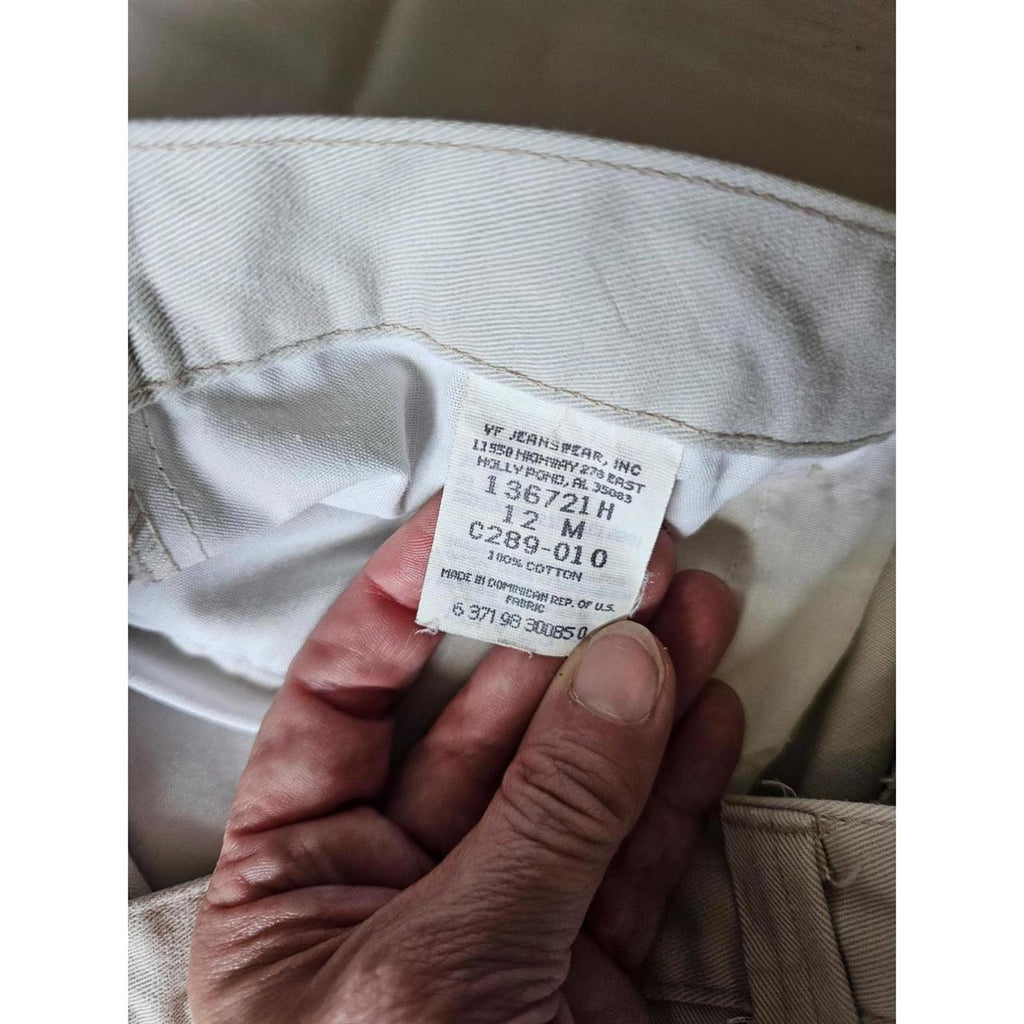 VF JEANSWEAR, INC
11950 HIGHWAY 278 EAST
HOLLY POND, AL 35083
136721H
12 M
C289-010
100% COTTON
MADE IN DOMINICAN REP. OF U.S.
FABRIC
6 371 98 30085 0